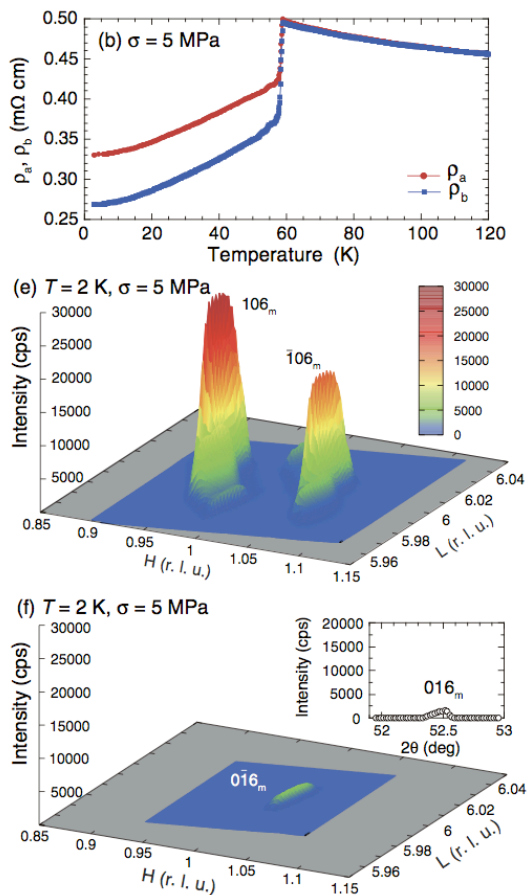 (b) σ = 5 MPa
0.50
0.45
0.40
0.35
0.30
0.25
ρa, ρb (mΩ cm)
ρa
ρb
0 20 40 60 80 100 120
Temperature (K)
(e) T = 2 K, σ = 5 MPa
30000
25000
20000
15000
10000
5000
Intensity (cps)
106m
1̄06m
30000
25000
20000
15000
10000
5000
0
0.85
0.9
0.95
1
1.05
1.1
1.15
H (r. l. u.)
5.96
5.98
6
6.02
6.04
L (r. l. u.)
(f) T = 2 K, σ = 5 MPa
30000
25000
20000
15000
10000
5000
Intensity (cps)
20000
15000
10000
5000
0
Intensity (cps)
016m
52 52.5 53
2θ (deg)
01̄6m
0.85
0.9
0.95
1
1.05
1.1
1.15
H (r. l. u.)
5.96
5.98
6
6.02
6.04
L (r. l. u.)